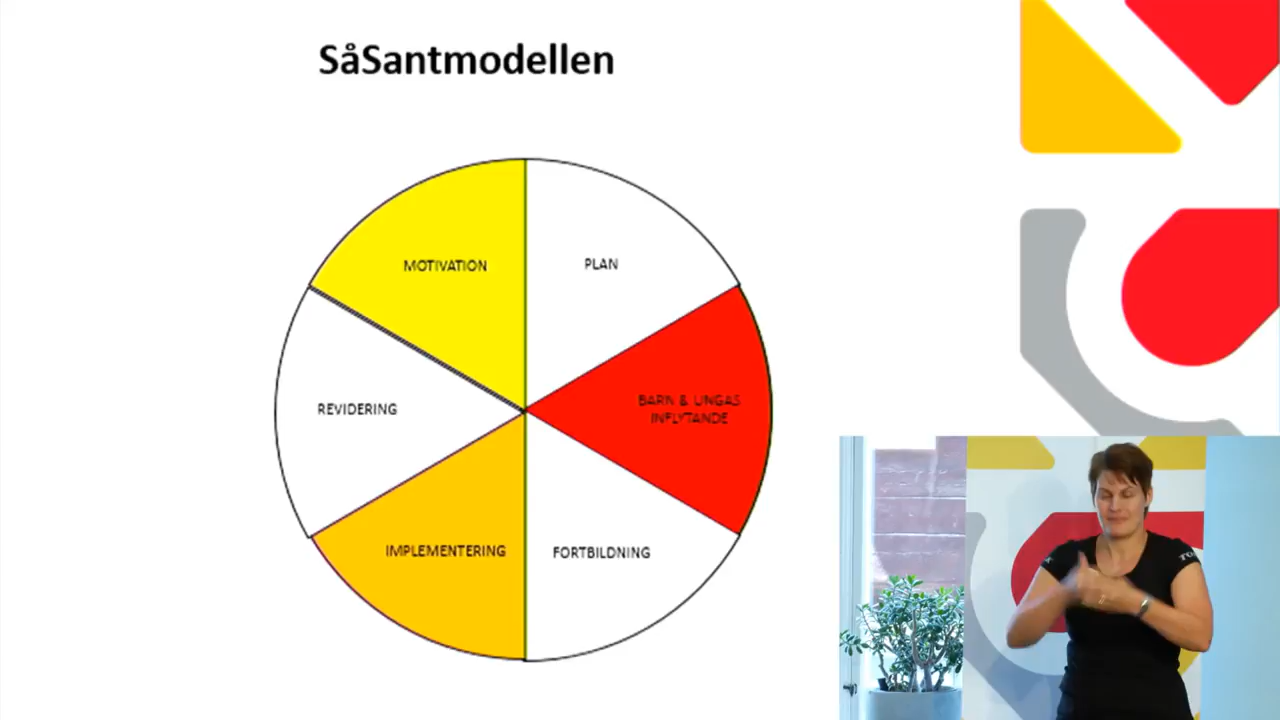 SåSantmodellen
MOTIVATION
PLAN
REVIDERING
BARN & UNGAS
INFLYTANDE
IMPLEMENTERING
FORTBILDNING